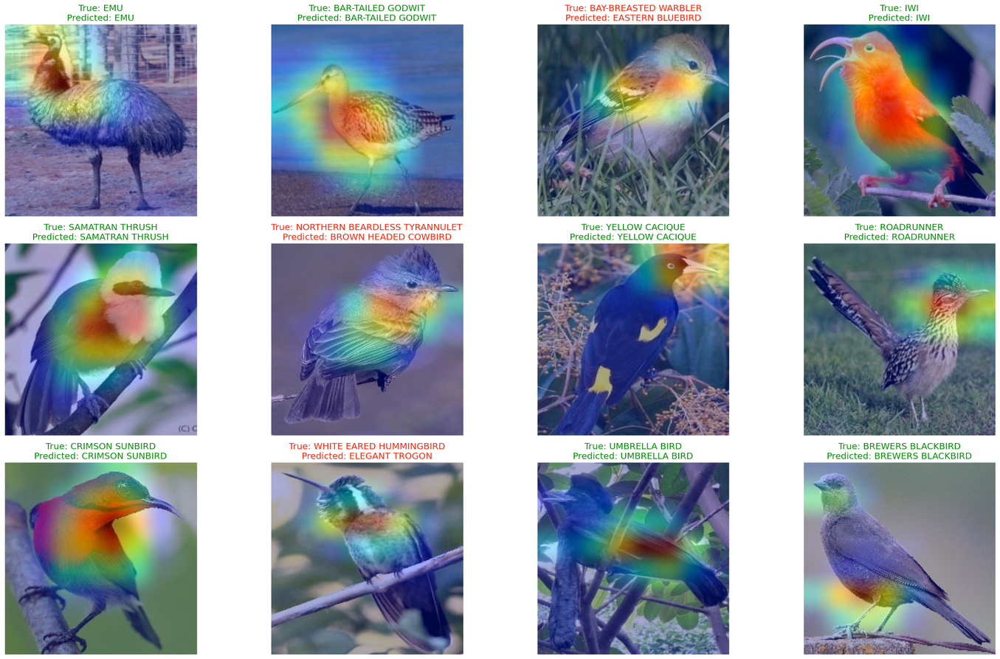 True: EMU
Predicted: EMU
True: BAR-TAILED GODWIT
Predicted: BAR-TAILED GODWIT
True: BAY-BREASTED WARBLER
Predicted: EASTERN BLUEBIRD
True: IWI
Predicted: IWI
True: SAMATRAN THRUSH
Predicted: SAMATRAN THRUSH
True: NORTHERN BEARDLESS TYRANNULET
Predicted: BROWN HEADED COWBIRD
True: YELLOW CACIQUE
Predicted: YELLOW CACIQUE
True: ROADRUNNER
Predicted: ROADRUNNER
(C) C
True: CRIMSON SUNBIRD
Predicted: CRIMSON SUNBIRD
True: WHITE EARED HUMMINGBIRD
Predicted: ELEGANT TROGON
True: UMBRELLA BIRD
Predicted: UMBRELLA BIRD
True: BREWERS BLACKBIRD
Predicted: BREWERS BLACKBIRD